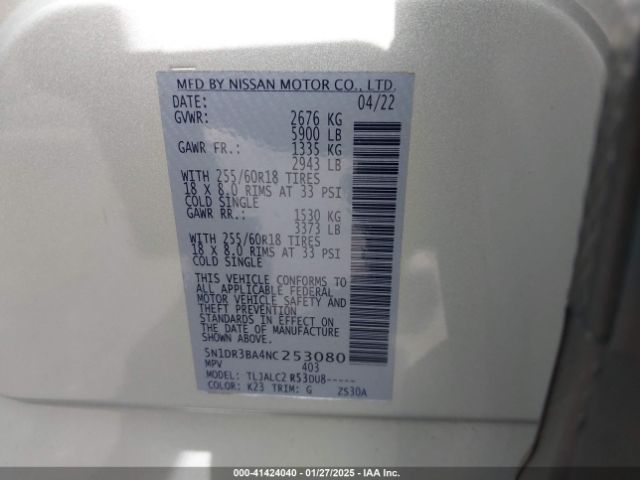 MFD BY NISSAN MOTOR CO., LTD.
DATE: 04/22
GVWR: 2676 KG
5900 LB
GAWR FR.: 1335 KG
2943 LB
WITH 255/60R18 TIRES
18 X 8.0 RIMS AT 33 PSI
COLD SINGLE
GAWR RR.: 1530 KG
3373 LB
WITH 255/60R18 TIRES
18 X 8.0 RIMS AT 33 PSI
COLD SINGLE
THIS VEHICLE CONFORMS TO
ALL APPLICABLE FEDERAL
MOTOR VEHICLE SAFETY AND
THEFT PREVENTION
STANDARDS IN EFFECT ON
THE DATE OF MANUFACTURE
SHOWN ABOVE.
5N1DR3BA4NC253080
MPV 403
MODEL: TLJALC2 R53DU8-----
COLOR: K23 TRIM: G ZS30A
000-41424040 - 01/27/2025 - IAA Inc.